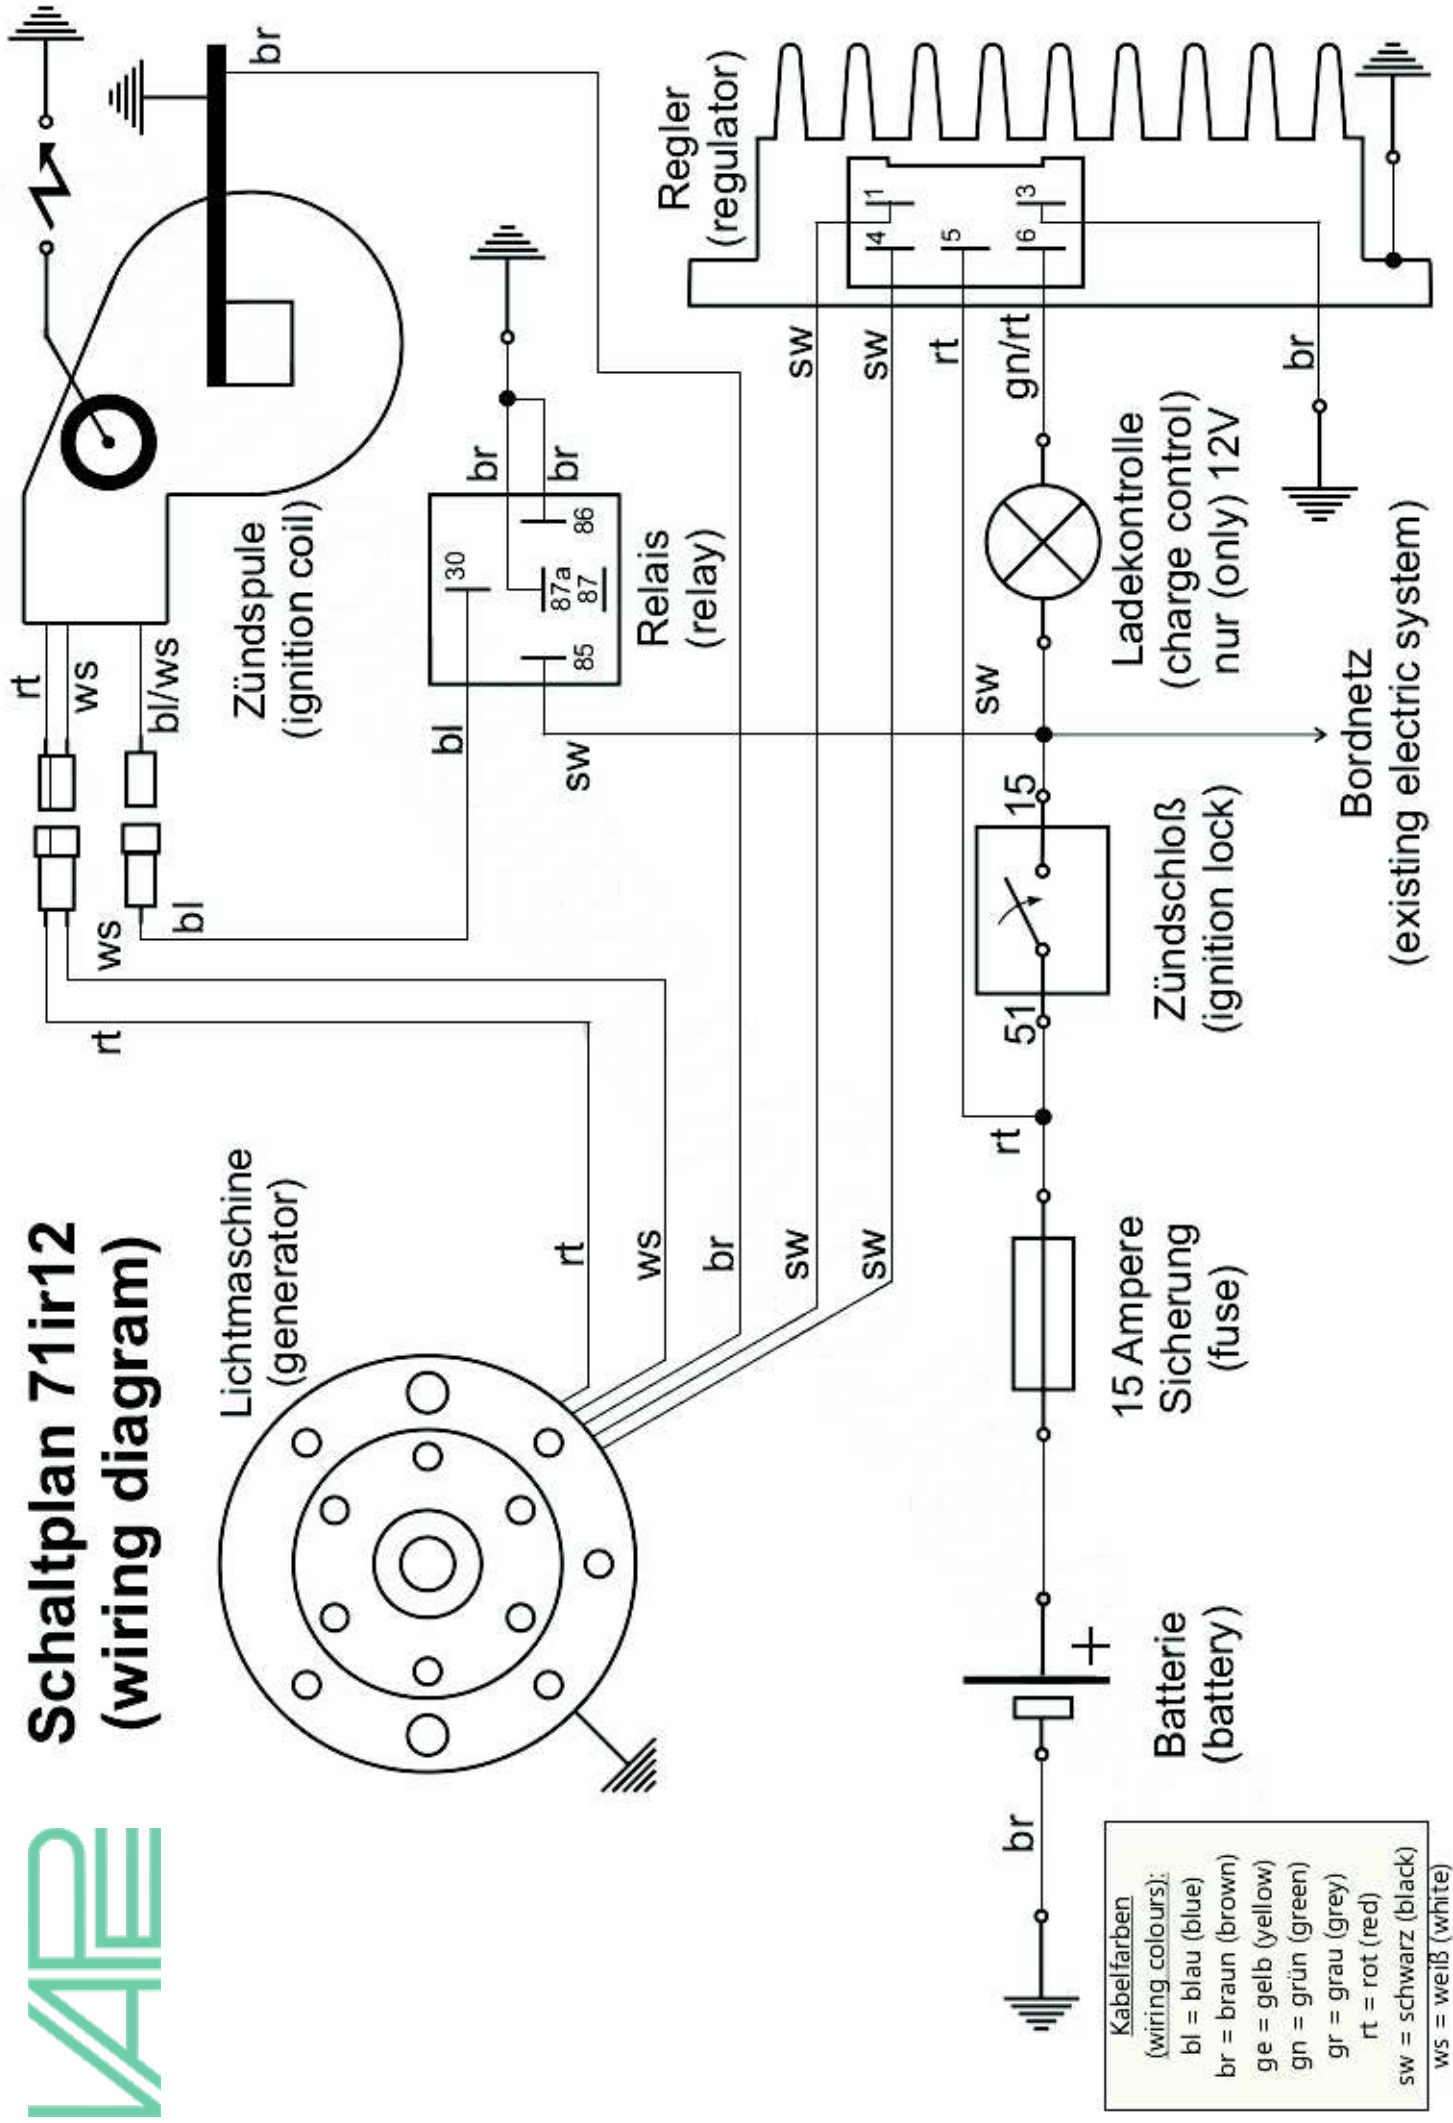 VAPE
Schaltplan 71ir12
(wiring diagram)
Lichtmaschine
(generator)
rt
ws
br
sw
sw
rt
ws
bl
rt
ws
bl/ws
Zündspule
(ignition coil)
br
bl
sw
30
87a
87
85
86
br
br
Relais
(relay)
Regler
(regulator)
1
4
5
6
3
sw
sw
rt
gn/rt
br
Ladekontrolle
(charge control)
nur (only) 12V
sw
15
51
Zündschloß
(ignition lock)
Bordnetz
(existing electric system)
rt
15 Ampere
Sicherung
(fuse)
+
Batterie
(battery)
br
Kabelfarben
(wiring colours):
bl = blau (blue)
br = braun (brown)
ge = gelb (yellow)
gn = grün (green)
gr = grau (grey)
rt = rot (red)
sw = schwarz (black)
ws = weiß (white)